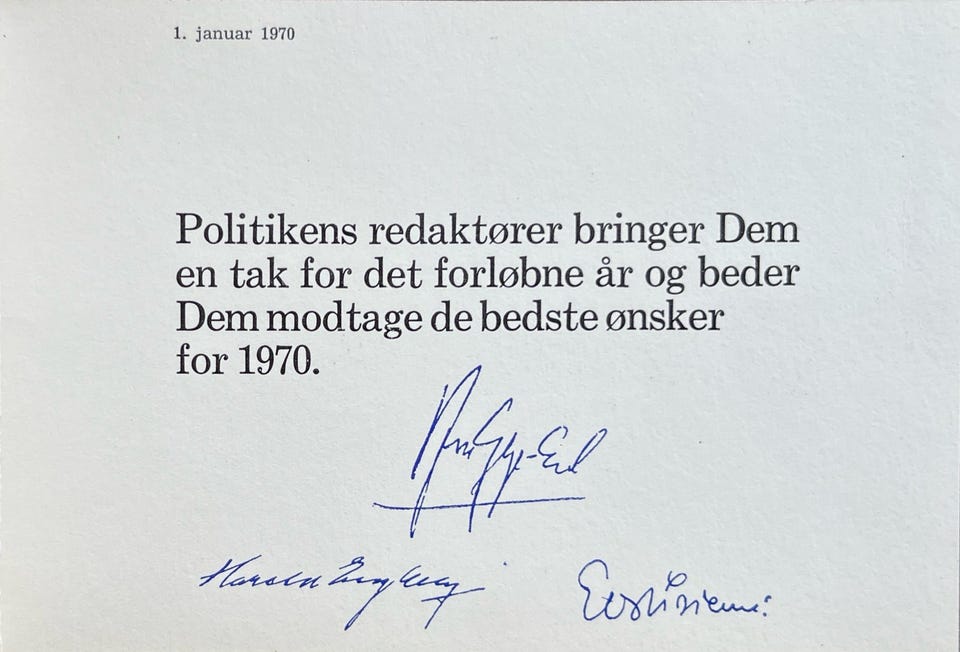 1. januar 1970
Politikens redaktører bringer Dem
en tak for det forløbne år og beder
Dem modtage de bedste ønsker
for 1970.
Harald